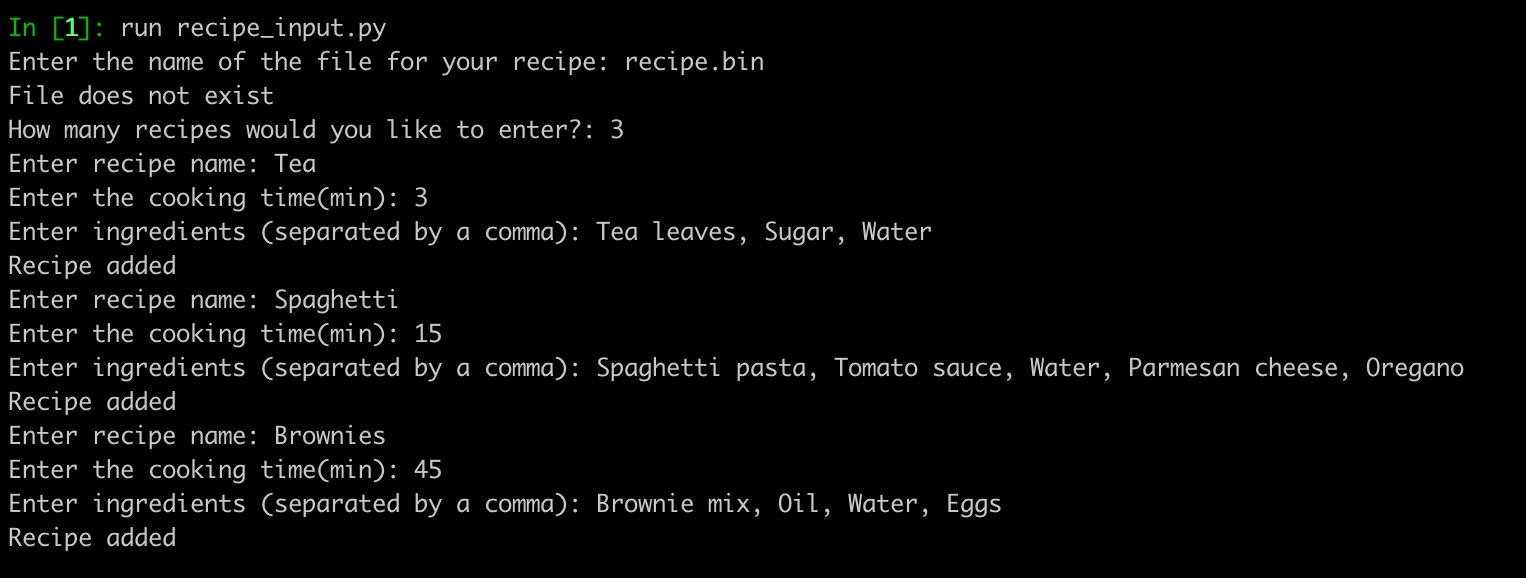 In [1]: run recipe_input.py
Enter the name of the file for your recipe: recipe.bin
File does not exist
How many recipes would you like to enter?: 3
Enter recipe name: Tea
Enter the cooking time(min): 3
Enter ingredients (separated by a comma): Tea leaves, Sugar, Water
Recipe added
Enter recipe name: Spaghetti
Enter the cooking time(min): 15
Enter ingredients (separated by a comma): Spaghetti pasta, Tomato sauce, Water, Parmesan cheese, Oregano
Recipe added
Enter recipe name: Brownies
Enter the cooking time(min): 45
Enter ingredients (separated by a comma): Brownie mix, Oil, Water, Eggs
Recipe added